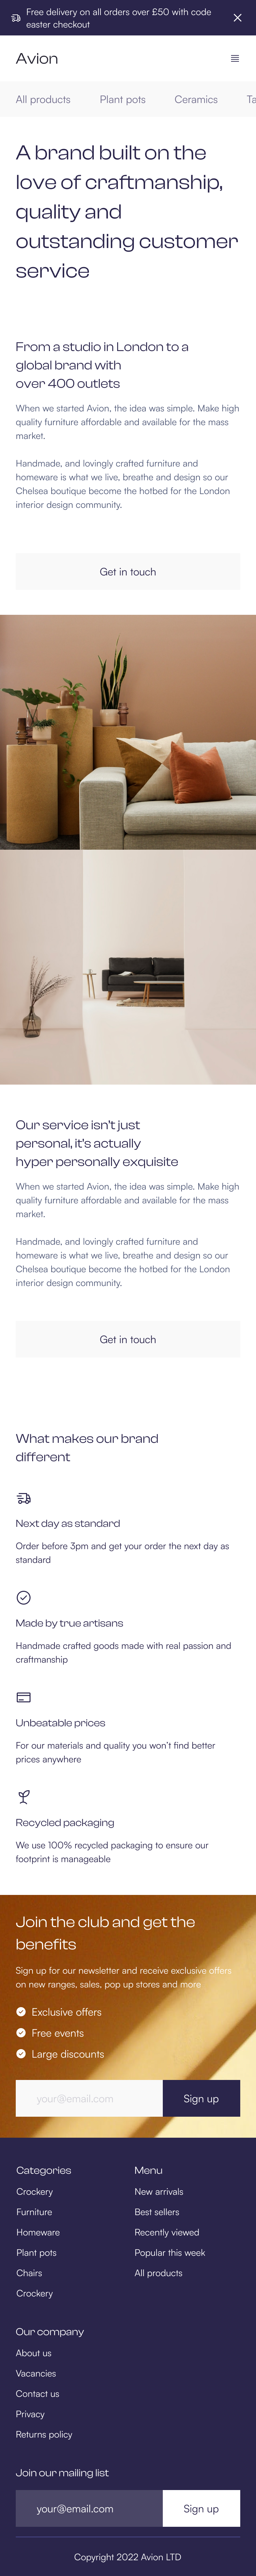 Free delivery on all orders over £50 with code
easter checkout
Avion
All products Plant pots Ceramics Ta
A brand built on the
love of craftmanship,
quality and
outstanding customer
service
From a studio in London to a
global brand with
over 400 outlets
When we started Avion, the idea was simple. Make high
quality furniture affordable and available for the mass
market.
Handmade, and lovingly crafted furniture and
homeware is what we live, breathe and design so our
Chelsea boutique become the hotbed for the London
interior design community.
Get in touch
Our service isn't just
personal, it's actually
hyper personally exquisite
When we started Avion, the idea was simple. Make high
quality furniture affordable and available for the mass
market.
Handmade, and lovingly crafted furniture and
homeware is what we live, breathe and design so our
Chelsea boutique become the hotbed for the London
interior design community.
Get in touch
What makes our brand
different
Next day as standard
Order before 3pm and get your order the next day as
standard
Made by true artisans
Handmade crafted goods made with real passion and
craftmanship
Unbeatable prices
For our materials and quality you won't find better
prices anywhere
Recycled packaging
We use 100% recycled packaging to ensure our
footprint is manageable
Join the club and get the
benefits
Sign up for our newsletter and receive exclusive offers
on new ranges, sales, pop up stores and more
Exclusive offers
Free events
Large discounts
your@email.com Sign up
Categories
Crockery
Furniture
Homeware
Plant pots
Chairs
Crockery
Menu
New arrivals
Best sellers
Recently viewed
Popular this week
All products
Our company
About us
Vacancies
Contact us
Privacy
Returns policy
Join our mailing list
your@email.com Sign up
Copyright 2022 Avion LTD